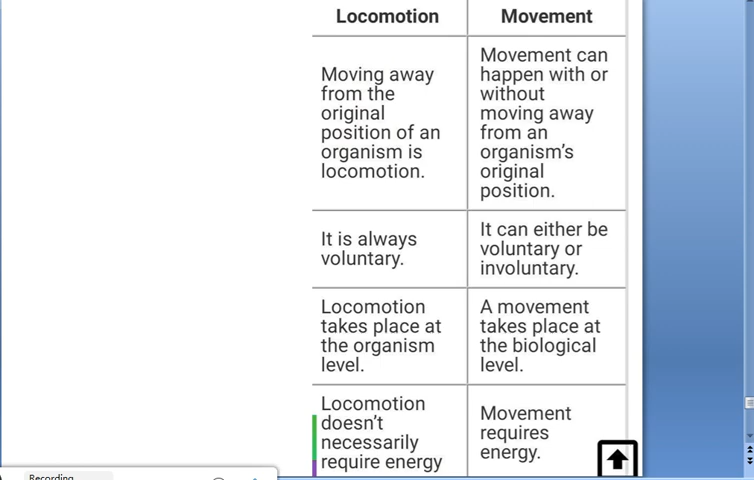 Locomotion
Movement
Moving away
from the
original
position of an
organism is
locomotion.
Movement can
happen with or
without
moving away
from an
organism's
original
position.
It is always
voluntary.
It can either be
voluntary or
involuntary.
Locomotion
takes place at
the organism
level.
A movement
takes place at
the biological
level.
Locomotion
doesn't
necessarily
require energy
Movement
requires
energy.
Recording